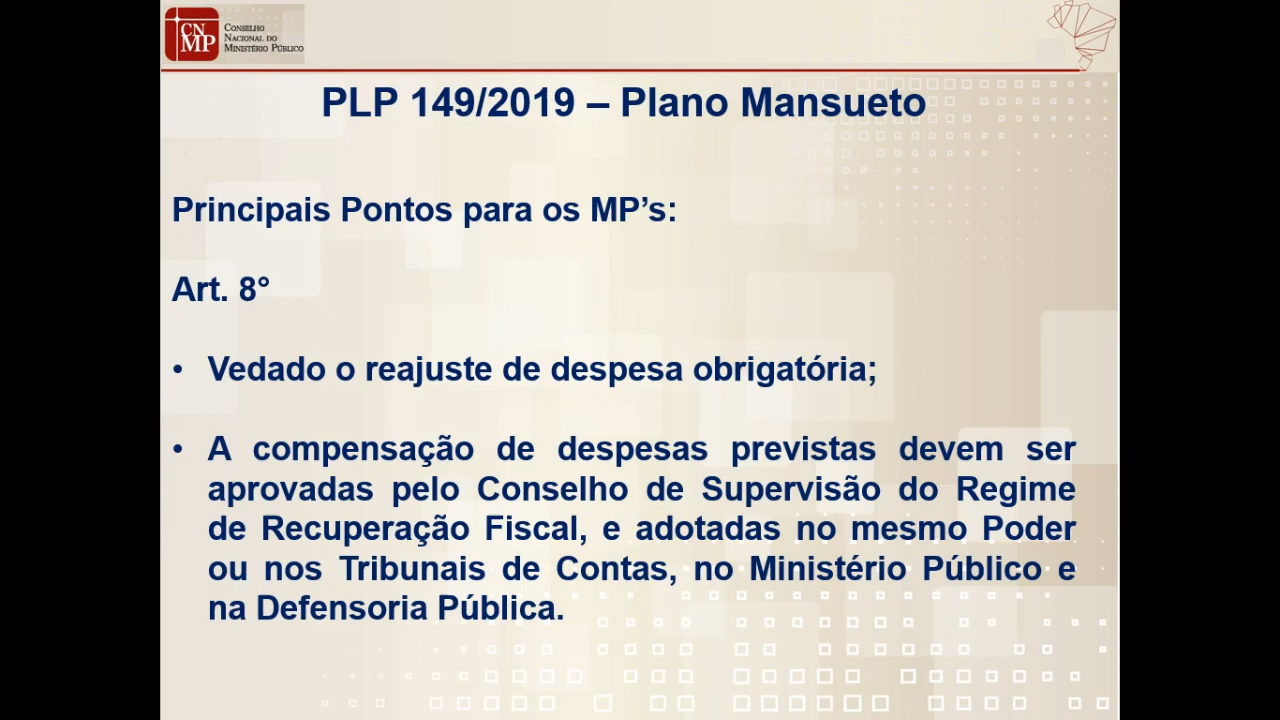 CN
MP
CONSELHO
NACIONAL DO
MINISTÉRIO PÚBLICO
PLP 149/2019 – Plano Mansueto
Principais Pontos para os MP’s:
Art. 8°
• Vedado o reajuste de despesa obrigatória;
• A compensação de despesas previstas devem ser
aprovadas pelo Conselho de Supervisão do Regime
de Recuperação Fiscal, e adotadas no mesmo Poder
ou nos Tribunais de Contas, no Ministério Público e
na Defensoria Pública.